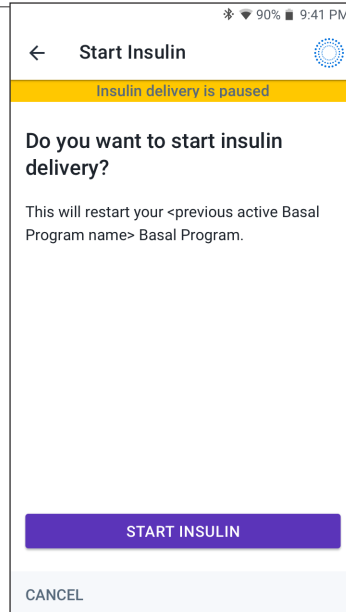 90% 9:41 PM
Start Insulin
Insulin delivery is paused
Do you want to start insulin
delivery?
This will restart your <previous active Basal
Program name> Basal Program.
START INSULIN
CANCEL